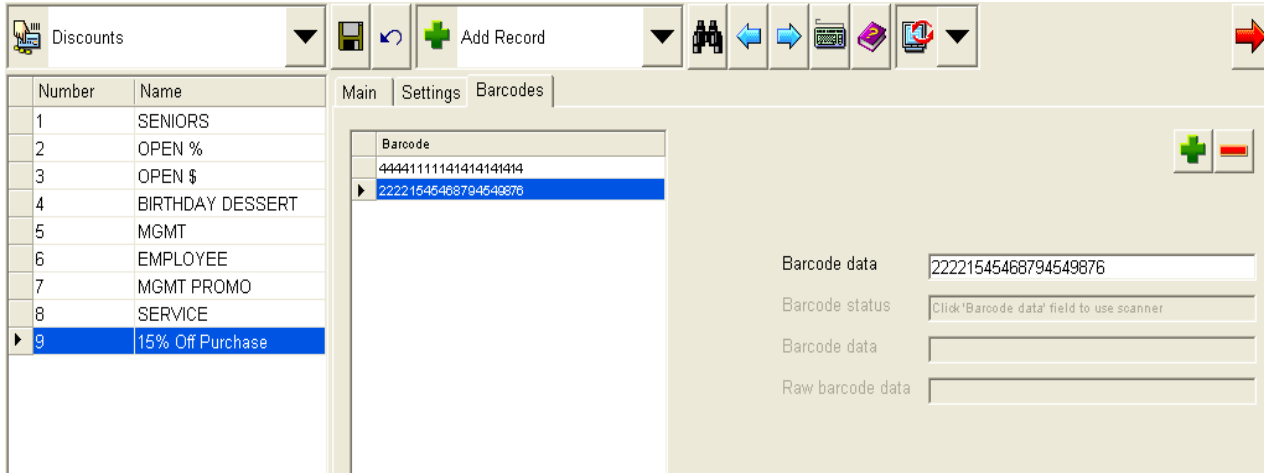 Discounts
Add Record
Number Name
1 SENIORS
2 OPEN %
3 OPEN $
4 BIRTHDAY DESSERT
5 MGMT
6 EMPLOYEE
7 MGMT PROMO
8 SERVICE
9 15% Off Purchase
Main Settings Barcodes
Barcode
44441111141414141414
22221545468794549876
Barcode data 22221545468794549876
Barcode status Click 'Barcode data' field to use scanner
Barcode data
Raw barcode data